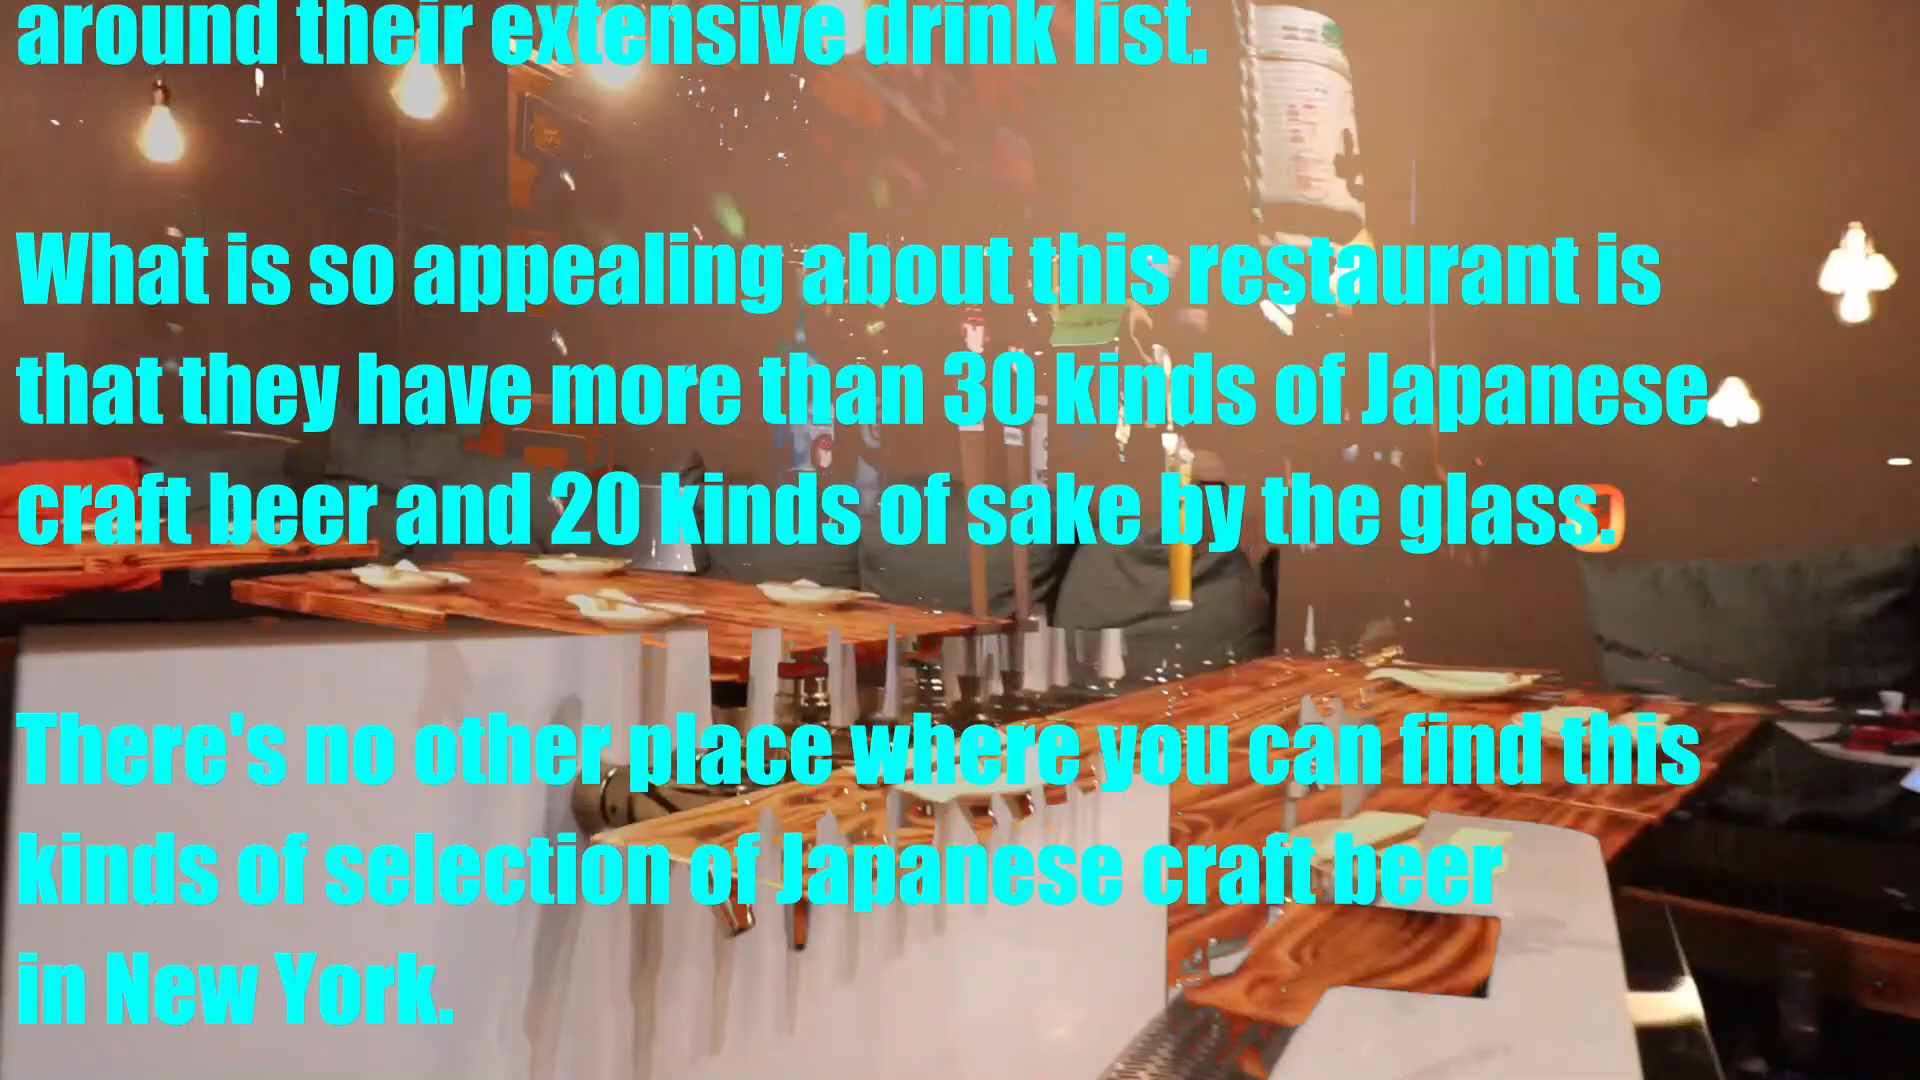 around their extensive drink list.
What is so appealing about this restaurant is
that they have more than 30 kinds of Japanese
craft beer and 20 kinds of sake by the glass.
There's no other place where you can find this
kinds of selection of Japanese craft beer
in New York.